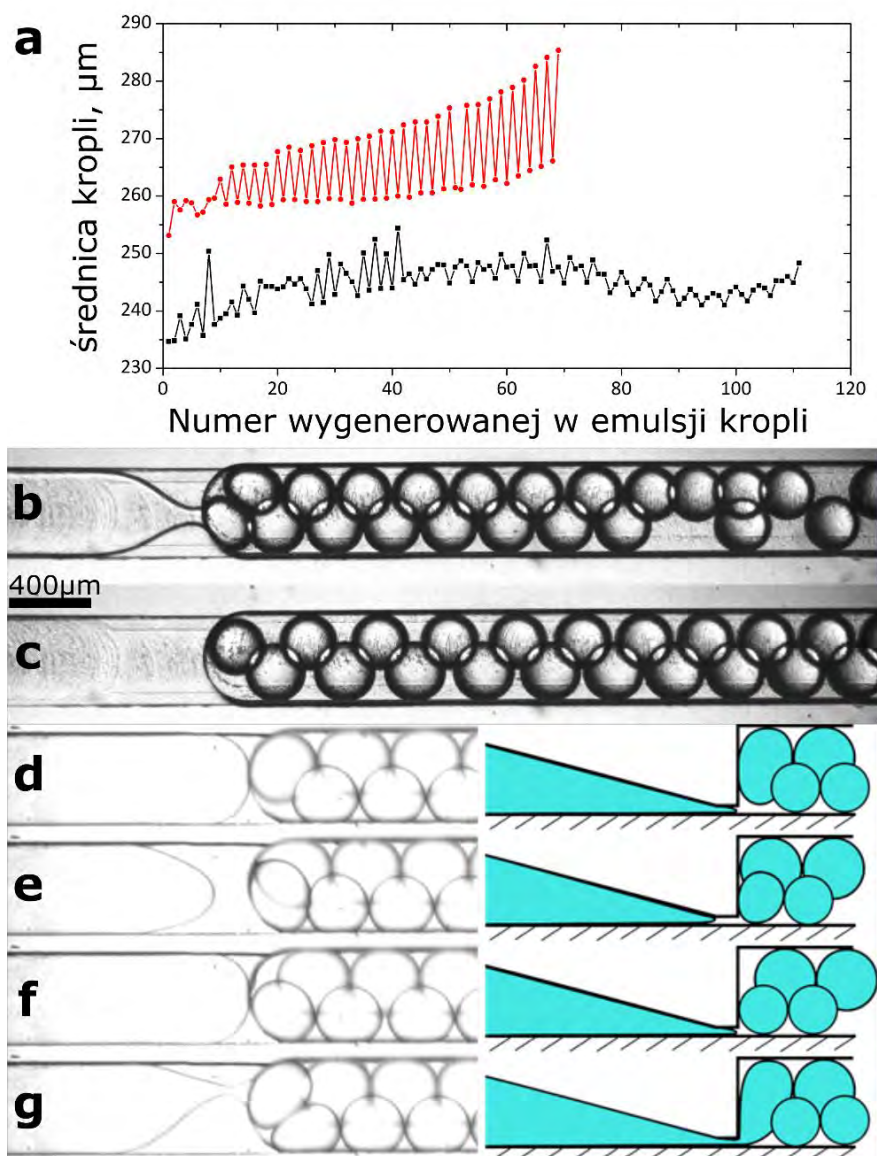 a
290
280
270
260
250
240
230
średnica kropli, µm
0
20
40
60
80
100
120
Numer wygenerowanej w emulsji kropli
b
400µm
c
d
e
f
g